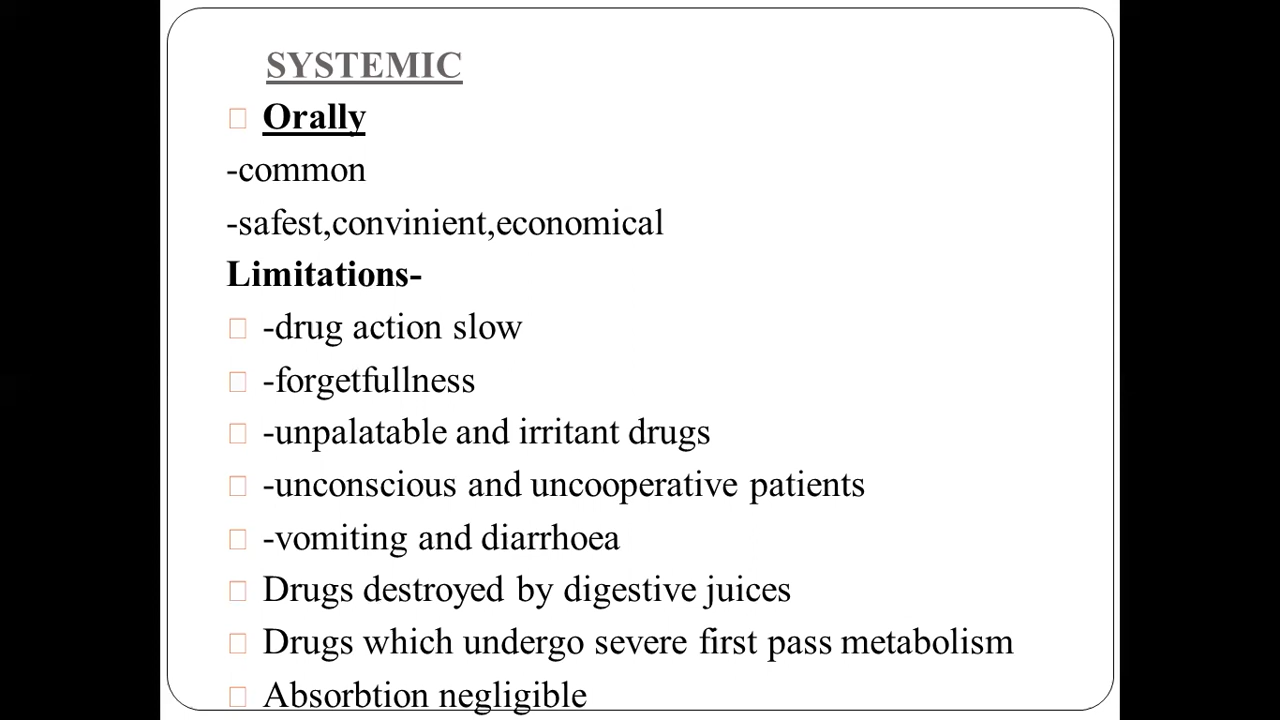 SYSTEMIC
Orally
-common
-safest,convinient,economical
Limitations-
-drug action slow
-forgetfullness
-unpalatable and irritant drugs
-unconscious and uncooperative patients
-vomiting and diarrhoea
Drugs destroyed by digestive juices
Drugs which undergo severe first pass metabolism
Absorbtion negligible